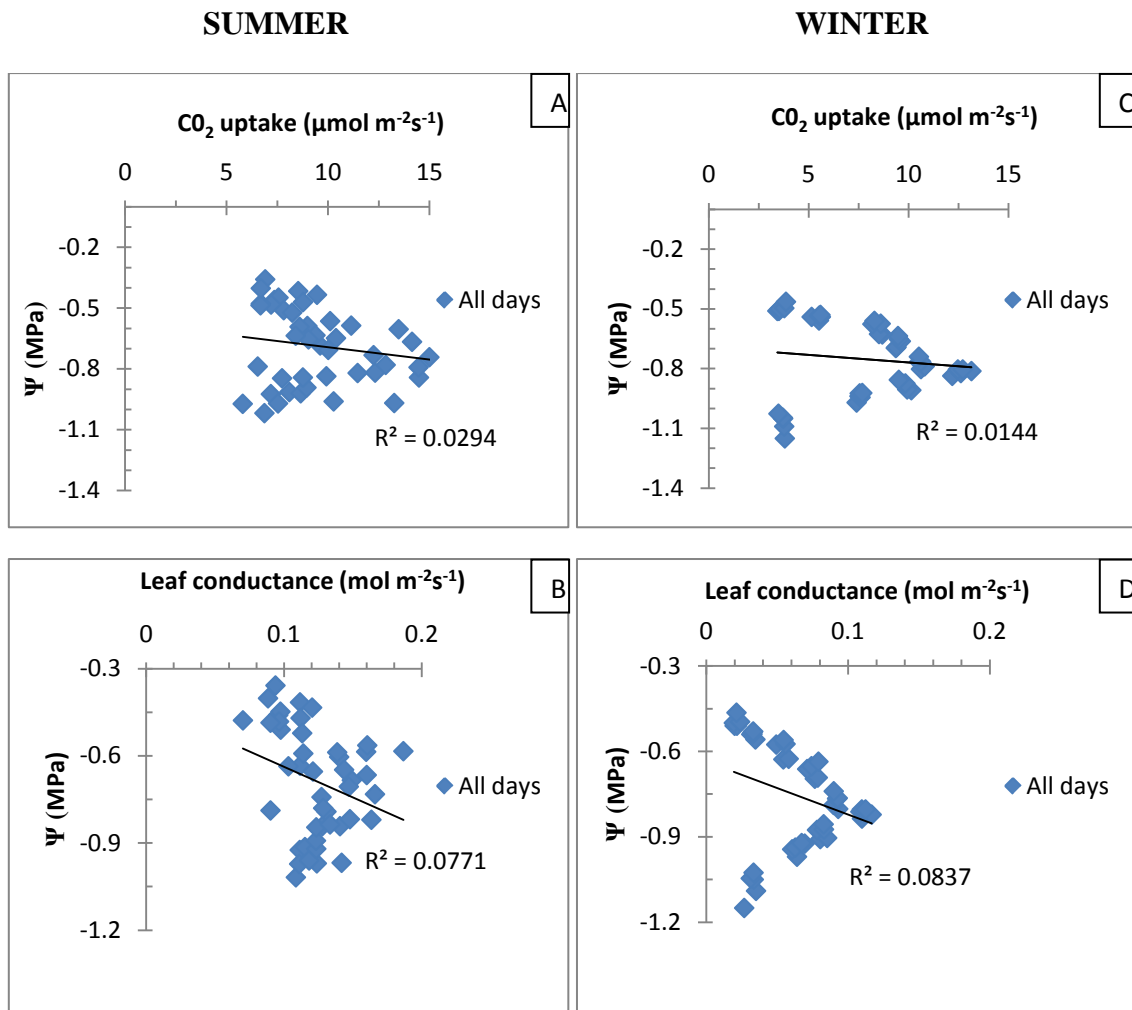 SUMMER
WINTER
A
C0₂ uptake (µmol m⁻²s⁻¹)
0 5 10 15
-0.2
-0.5
-0.8
-1.1
-1.4
Ψ (MPa)
All days
R² = 0.0294
C
C0₂ uptake (µmol m⁻²s⁻¹)
0 5 10 15
-0.2
-0.5
-0.8
-1.1
-1.4
Ψ (MPa)
All days
R² = 0.0144
B
Leaf conductance (mol m⁻²s⁻¹)
0 0.1 0.2
-0.3
-0.6
-0.9
-1.2
Ψ (MPa)
All days
R² = 0.0771
D
Leaf conductance (mol m⁻²s⁻¹)
0 0.1 0.2
-0.3
-0.6
-0.9
-1.2
Ψ (MPa)
All days
R² = 0.0837